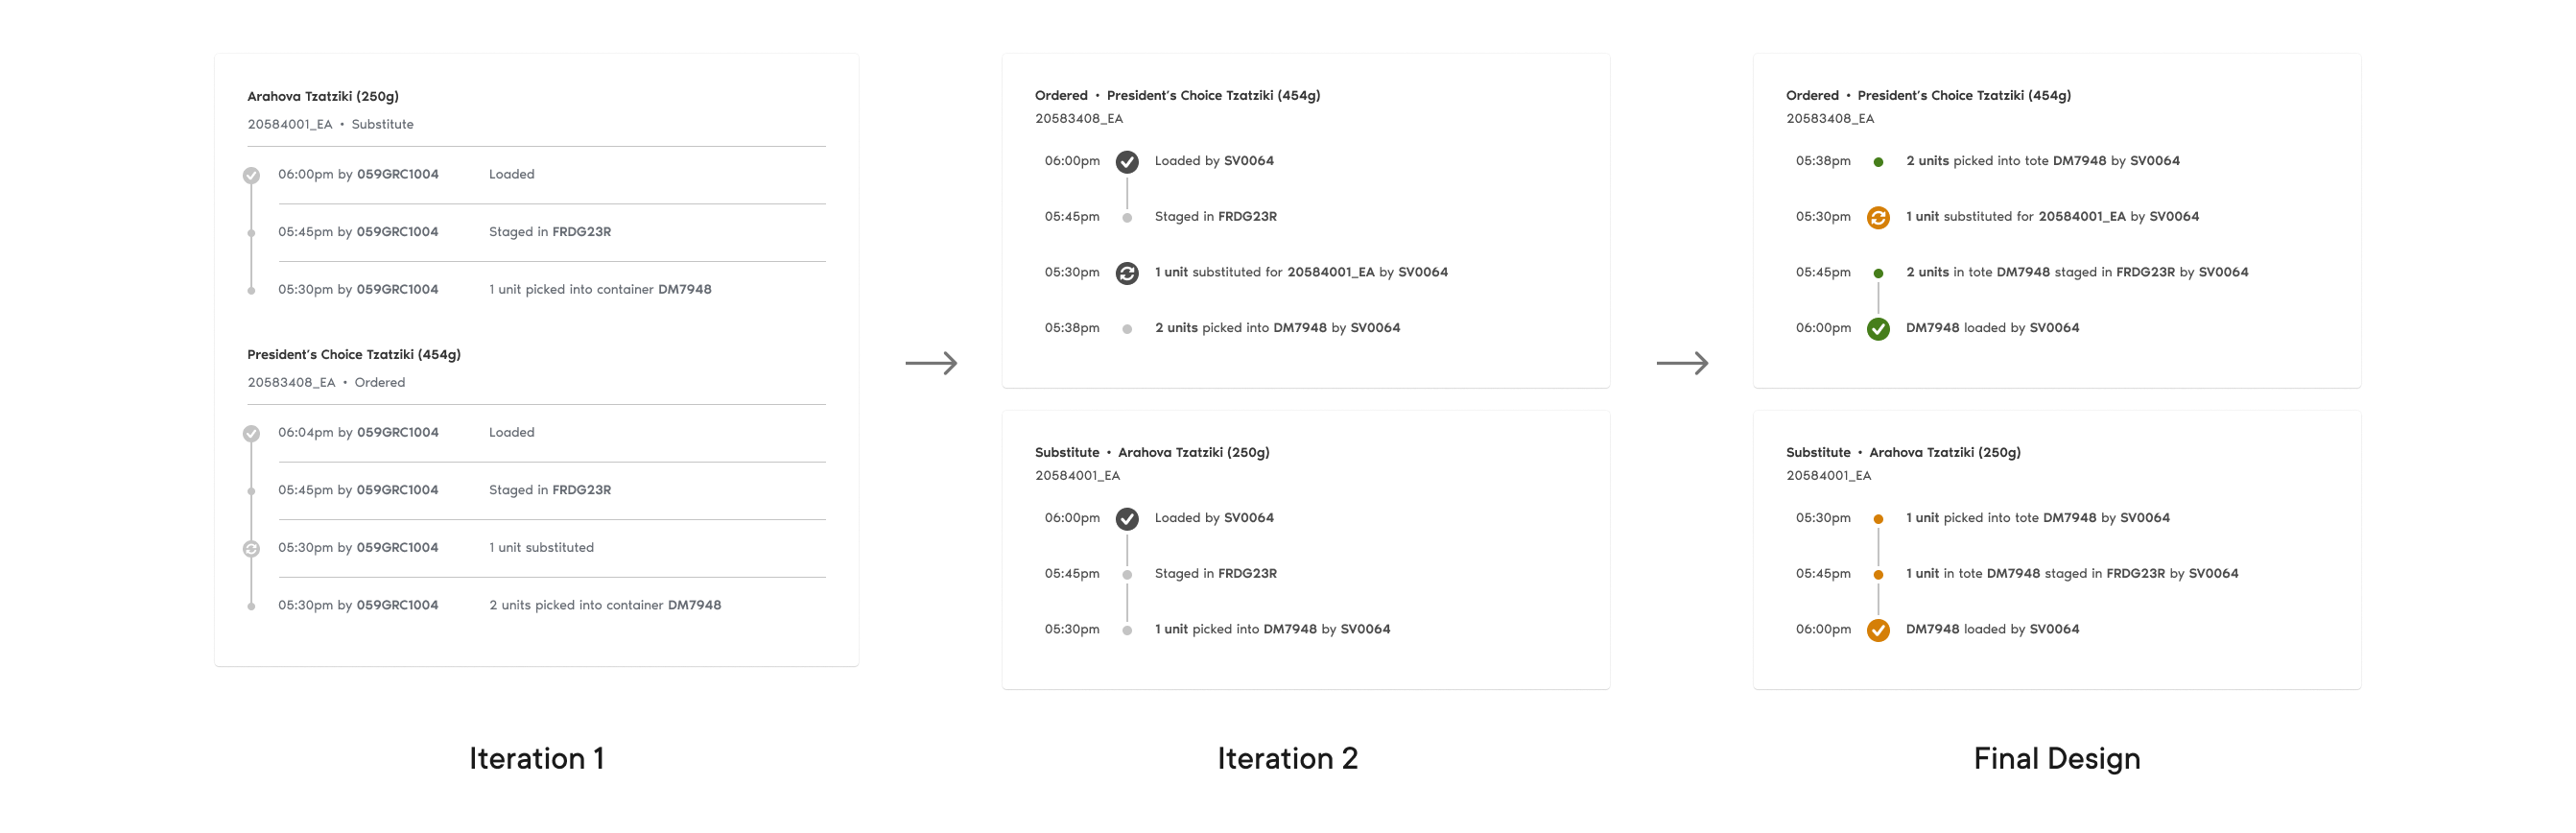 Arahova Tzatziki (250g)
20584001_EA • Substitute
06:00pm by 059GRC1004 Loaded
05:45pm by 059GRC1004 Staged in FRDG23R
05:30pm by 059GRC1004 1 unit picked into container DM7948
President's Choice Tzatziki (454g)
20583408_EA • Ordered
06:04pm by 059GRC1004 Loaded
05:45pm by 059GRC1004 Staged in FRDG23R
05:30pm by 059GRC1004 1 unit substituted
05:30pm by 059GRC1004 2 units picked into container DM7948
Iteration 1
Ordered • President's Choice Tzatziki (454g)
20583408_EA
06:00pm Loaded by SV0064
05:45pm Staged in FRDG23R
05:30pm 1 unit substituted for 20584001_EA by SV0064
05:38pm 2 units picked into DM7948 by SV0064
Substitute • Arahova Tzatziki (250g)
20584001_EA
06:00pm Loaded by SV0064
05:45pm Staged in FRDG23R
05:30pm 1 unit picked into DM7948 by SV0064
Iteration 2
Ordered • President's Choice Tzatziki (454g)
20583408_EA
05:38pm 2 units picked into tote DM7948 by SV0064
05:30pm 1 unit substituted for 20584001_EA by SV0064
05:45pm 2 units in tote DM7948 staged in FRDG23R by SV0064
06:00pm DM7948 loaded by SV0064
Substitute • Arahova Tzatziki (250g)
20584001_EA
05:30pm 1 unit picked into tote DM7948 by SV0064
05:45pm 1 unit in tote DM7948 staged in FRDG23R by SV0064
06:00pm DM7948 loaded by SV0064
Final Design